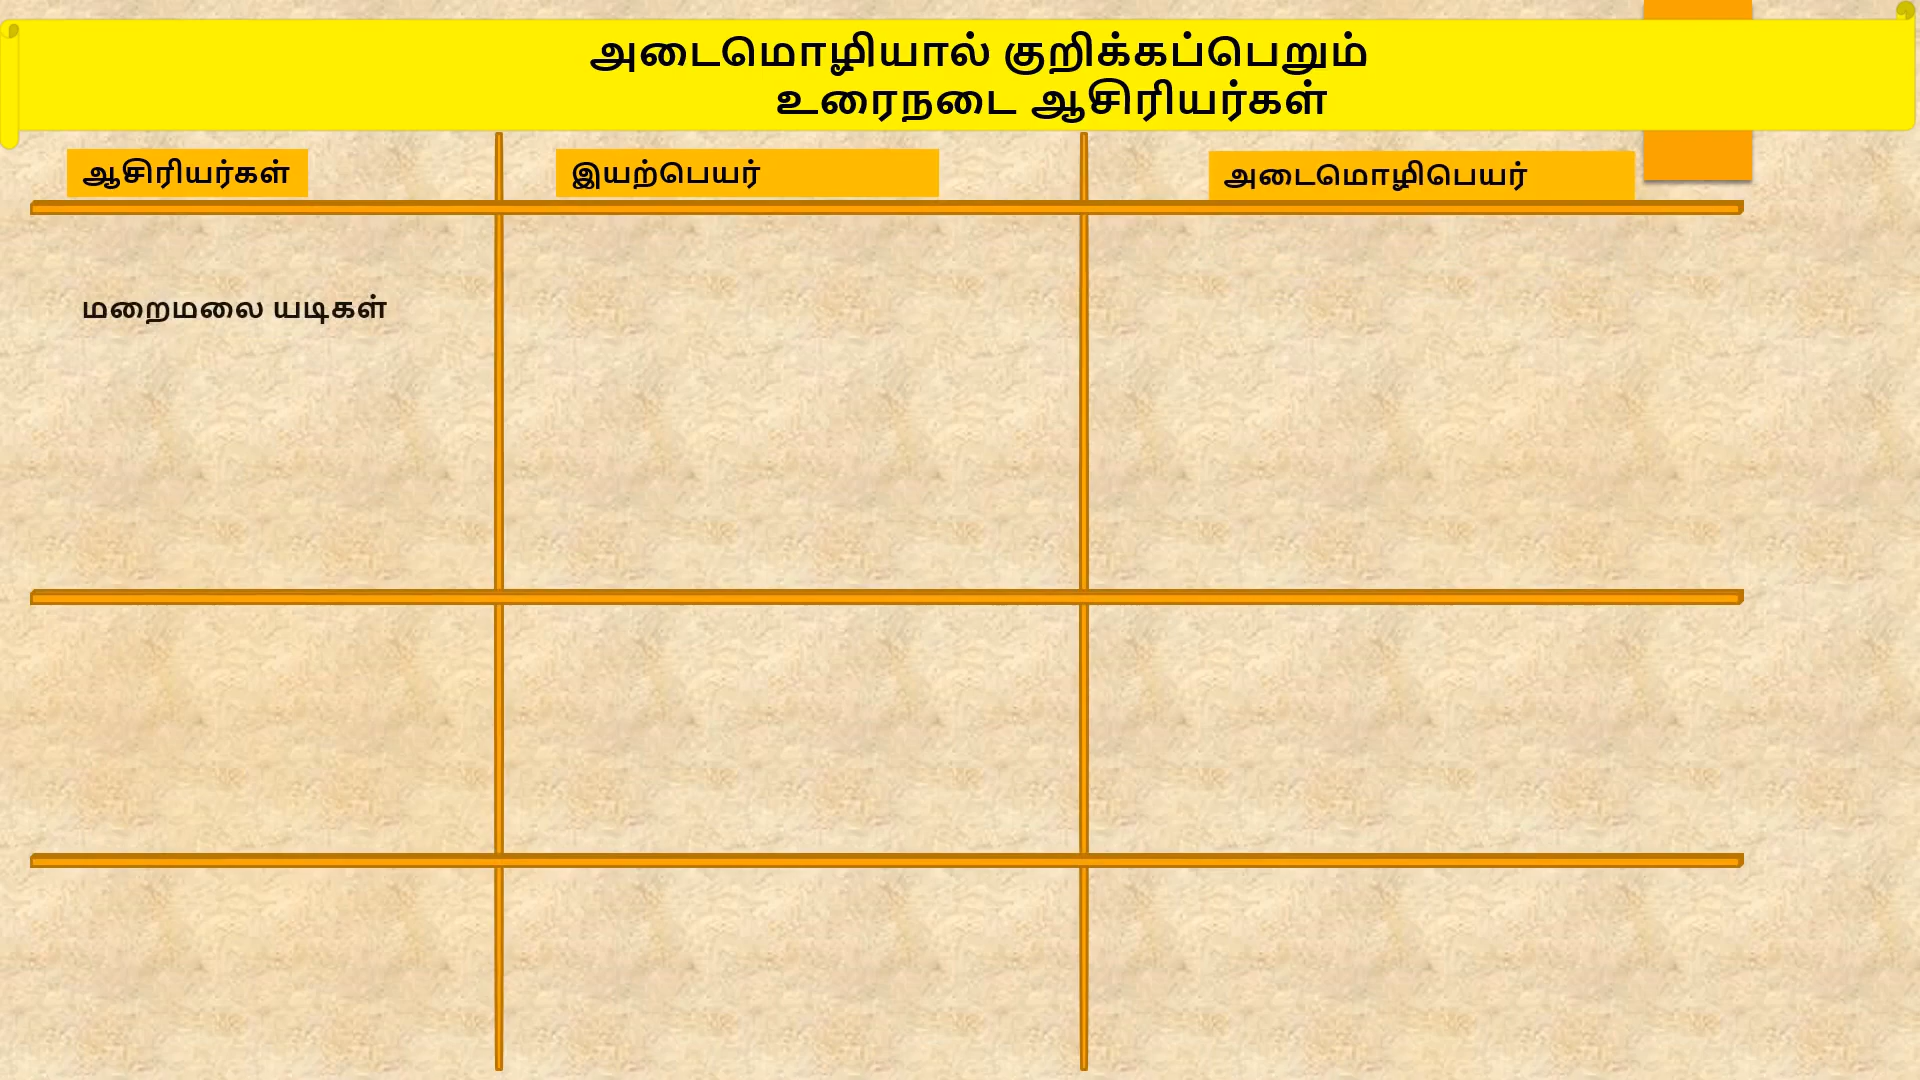 அடைமொழியால் குறிக்கப்பெறும்
உரைநடை ஆசிரியர்கள்
ஆசிரியர்கள்
இயற்பெயர்
அடைமொழிபெயர்
மறைமலை யடிகள்